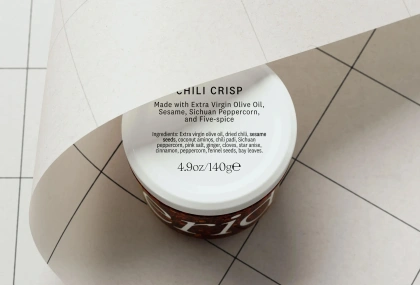 CHILI CRISP
Made with Extra Virgin Olive Oil,
Sesame, Sichuan Peppercorn,
and Five-spice
Ingredients: Extra virgin olive oil, dried chili, sesame
seeds, coconut aminos, chili padi, Sichuan
peppercorn, pink salt, ginger, cloves, star anise,
cinnamon, peppercorn, fennel seeds, bay leaves.
4.9oz/140g℮